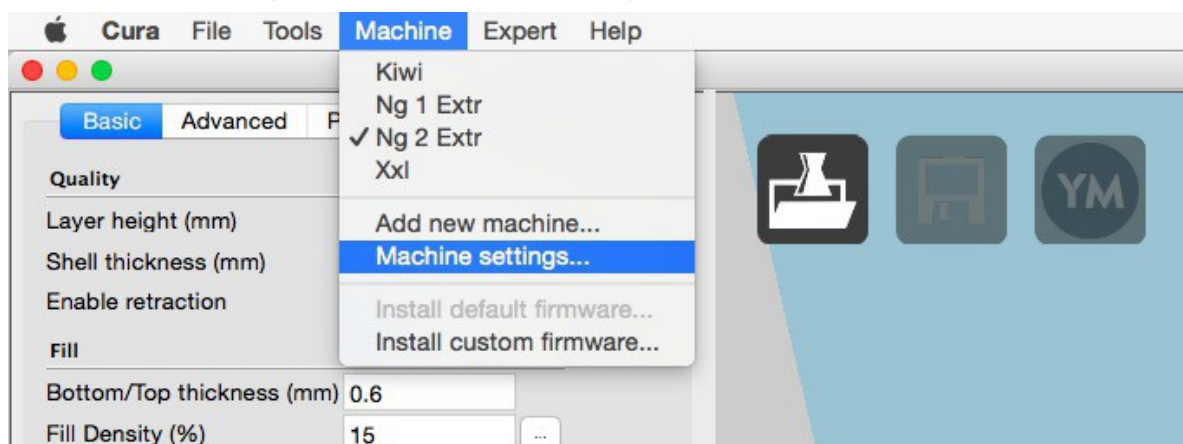 Cura File Tools Machine Expert Help
Kiwi
Ng 1 Extr
✓ Ng 2 Extr
Xxl
Add new machine...
Machine settings...
Install default firmware...
Install custom firmware...
Basic Advanced P
Quality
Layer height (mm)
Shell thickness (mm)
Enable retraction
Fill
Bottom/Top thickness (mm) 0.6
Fill Density (%) 15 ...
YM